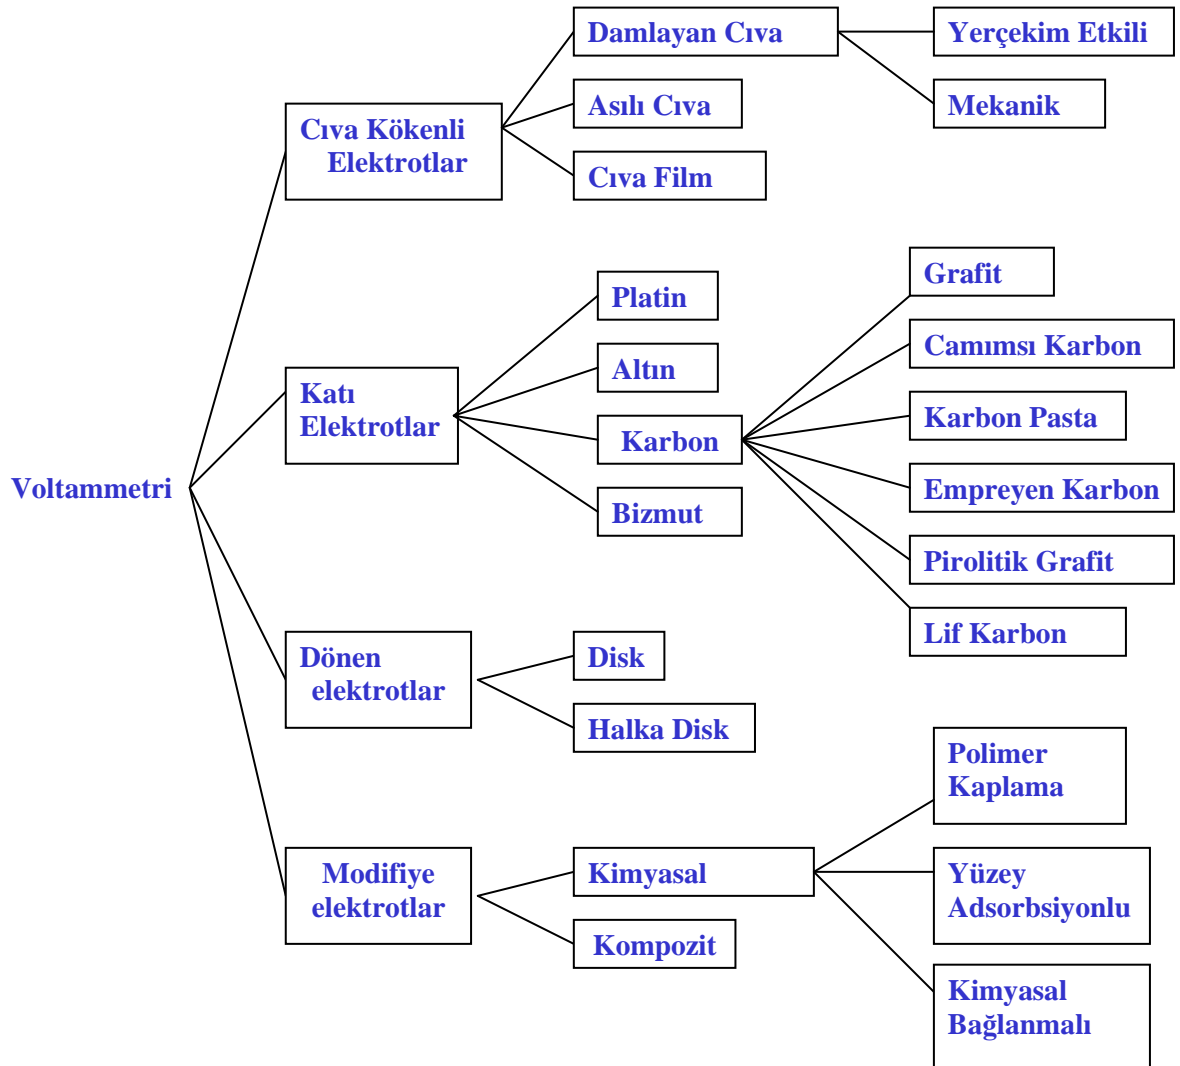 Voltammetri
Cıva Kökenli
Elektrotlar
Damlayan Cıva
Yerçekim Etkili
Mekanik
Asılı Cıva
Cıva Film
Katı
Elektrotlar
Platin
Altın
Karbon
Bizmut
Grafit
Camımsı Karbon
Karbon Pasta
Empreyen Karbon
Pirolitik Grafit
Lif Karbon
Dönen
elektrotlar
Disk
Halka Disk
Modifiye
elektrotlar
Kimyasal
Kompozit
Polimer
Kaplama
Yüzey
Adsorbsiyonlu
Kimyasal
Bağlanmalı